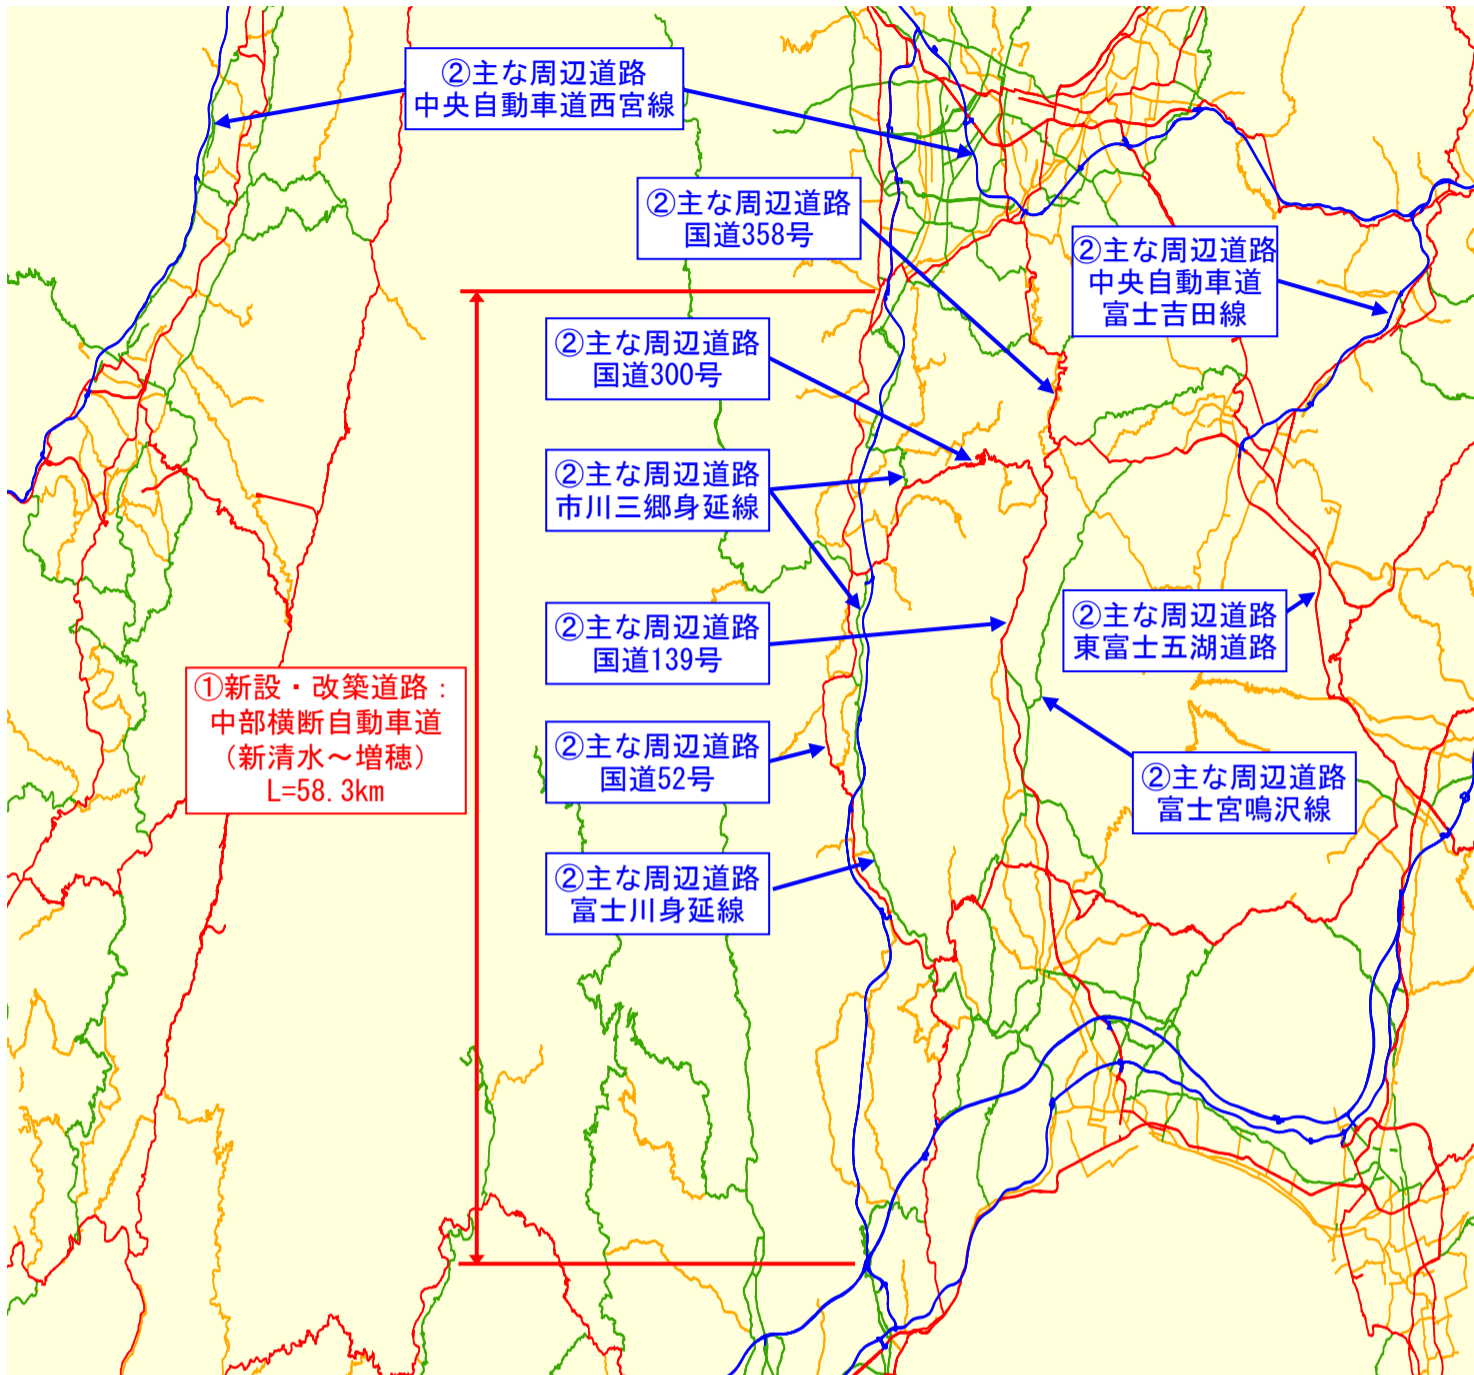 ②主な周辺道路
中央自動車道西宮線
②主な周辺道路
国道358号
②主な周辺道路
中央自動車道
富士吉田線
②主な周辺道路
国道300号
②主な周辺道路
市川三郷身延線
②主な周辺道路
国道139号
②主な周辺道路
東富士五湖道路
①新設・改築道路：
中部横断自動車道
（新清水～増穂）
L=58.3km
②主な周辺道路
国道52号
②主な周辺道路
富士宮鳴沢線
②主な周辺道路
富士川身延線